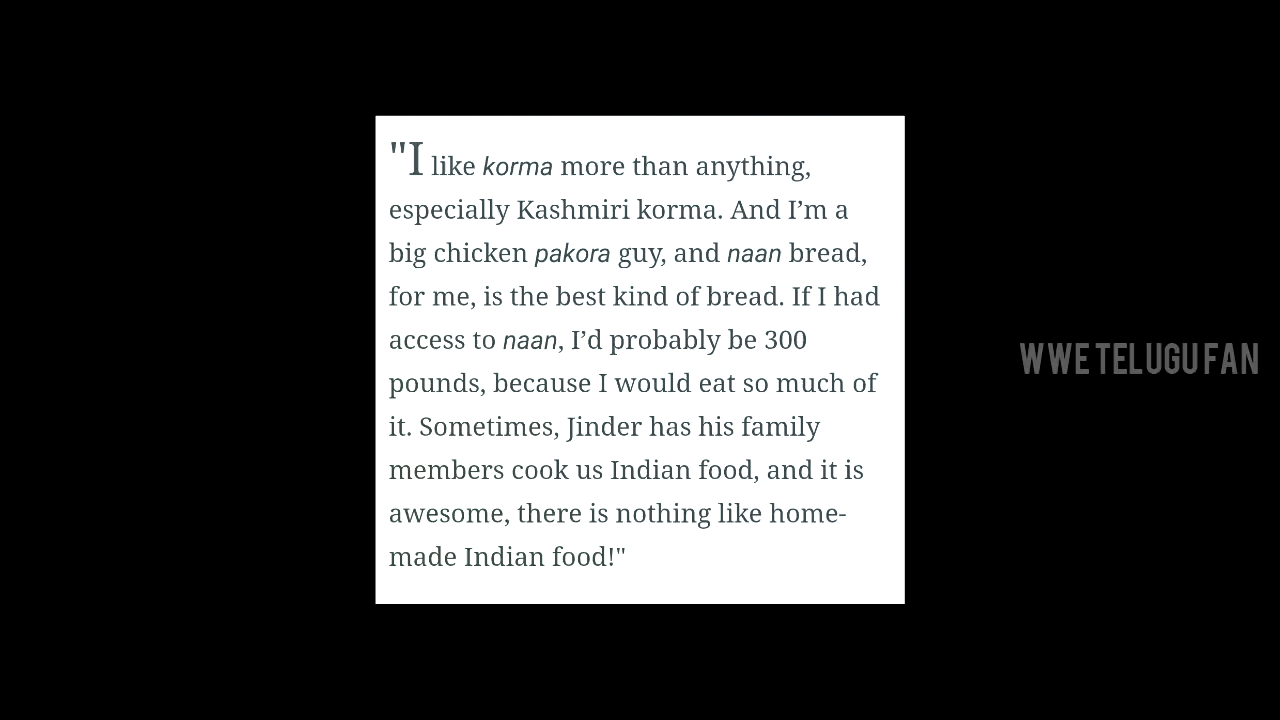 "I like korma more than anything,
especially Kashmiri korma. And I’m a
big chicken pakora guy, and naan bread,
for me, is the best kind of bread. If I had
access to naan, I’d probably be 300
pounds, because I would eat so much of
it. Sometimes, Jinder has his family
members cook us Indian food, and it is
awesome, there is nothing like home-
made Indian food!"
WWE TELUGU FAN